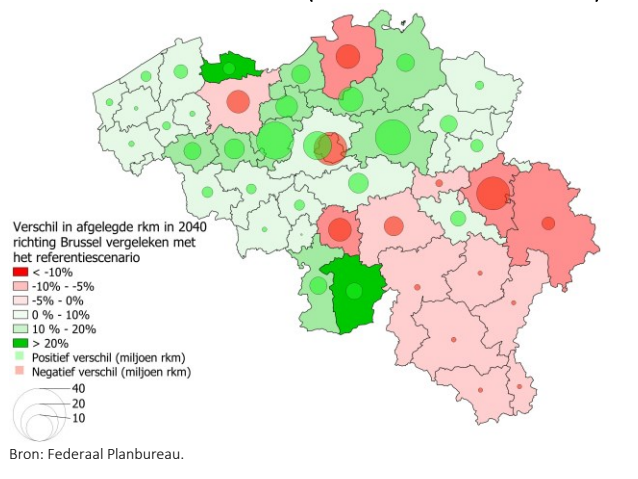 Verschil in afgelegde rkm in 2040
richting Brussel vergeleken met
het referentiescenario
< -10%
-10% - -5%
-5% - 0%
0 % - 10%
10 % - 20%
> 20%
Positief verschil (miljoen rkm)
Negatief verschil (miljoen rkm)
40
20
10
Bron: Federaal Planbureau.